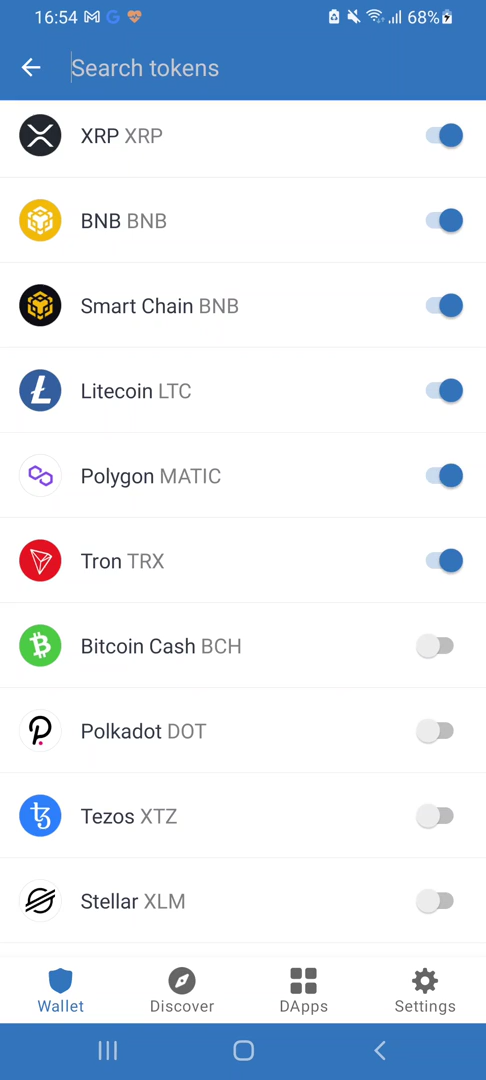 16:54 68%
Search tokens
XRP XRP
BNB BNB
Smart Chain BNB
Litecoin LTC
Polygon MATIC
Tron TRX
Bitcoin Cash BCH
Polkadot DOT
Tezos XTZ
Stellar XLM
Wallet Discover DApps Settings